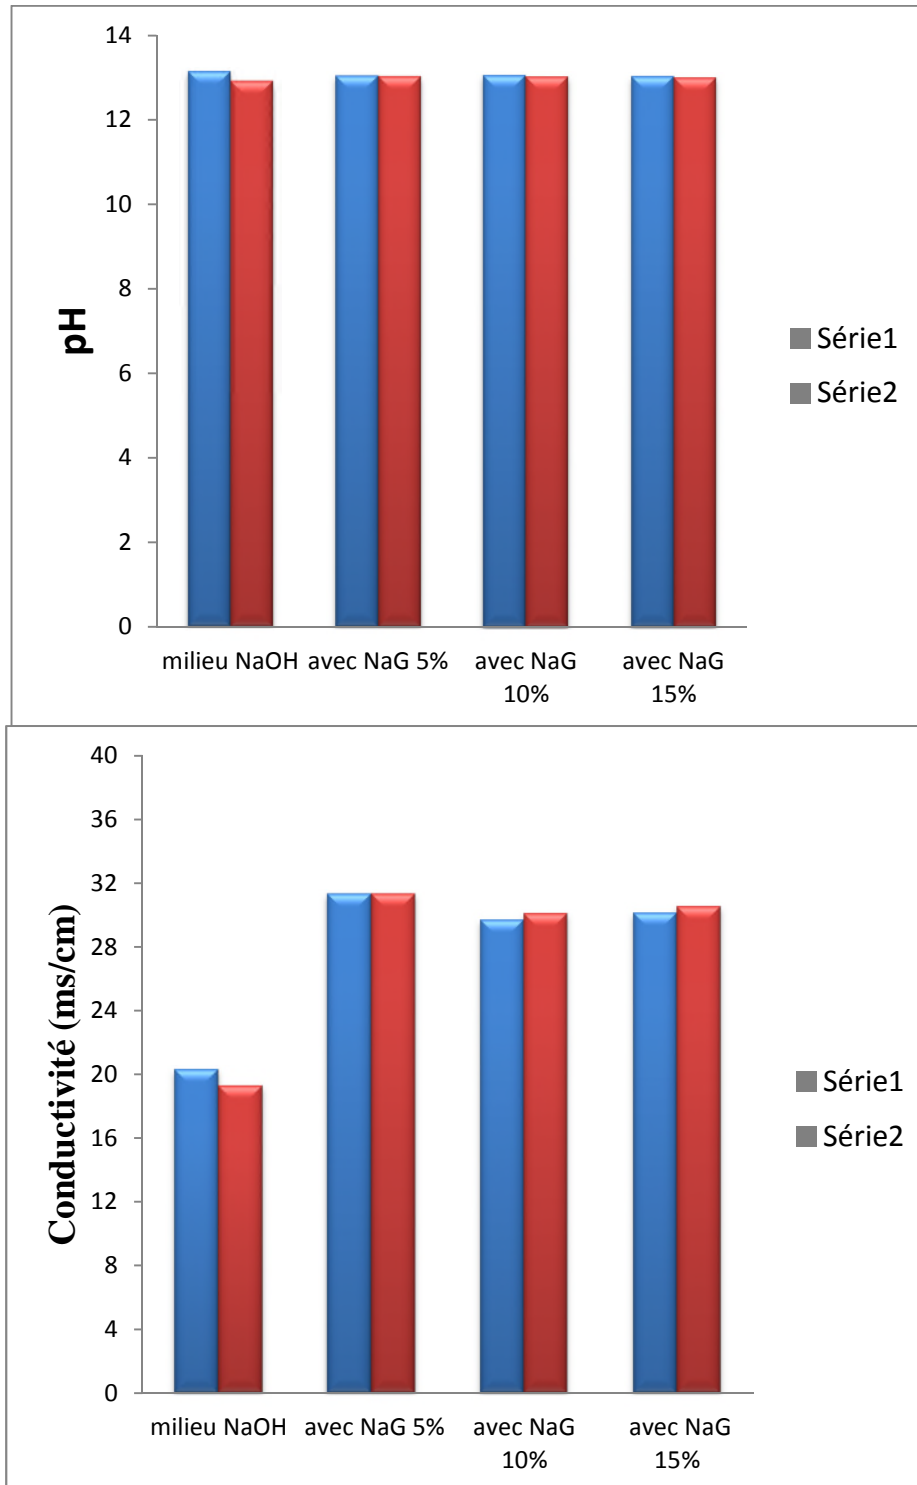 14
12
10
8
6
4
2
0
pH
milieu NaOH
avec NaG 5%
avec NaG
10%
avec NaG
15%
Série1
Série2
40
36
32
28
24
20
16
12
8
4
0
Conductivité (ms/cm)
milieu NaOH
avec NaG 5%
avec NaG
10%
avec NaG
15%
Série1
Série2